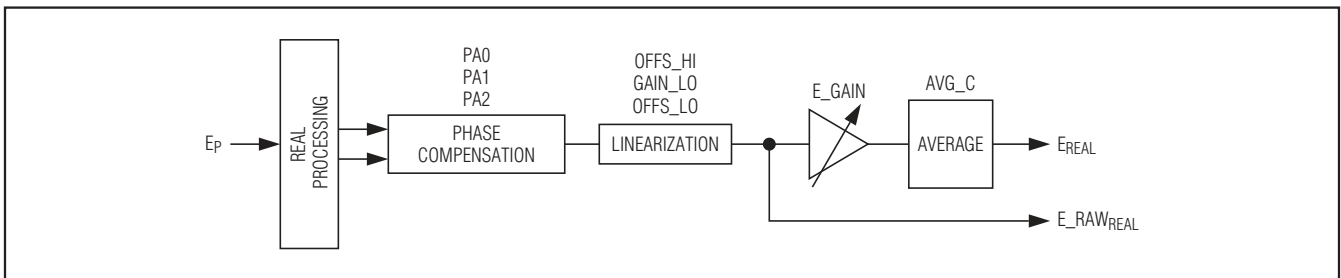 PA0
PA1
PA2
OFFS_HI
GAIN_LO
OFFS_LO
E_GAIN
AVG_C
EP
REAL
PROCESSING
PHASE
COMPENSATION
LINEARIZATION
AVERAGE
EREAL
E_RAWREAL